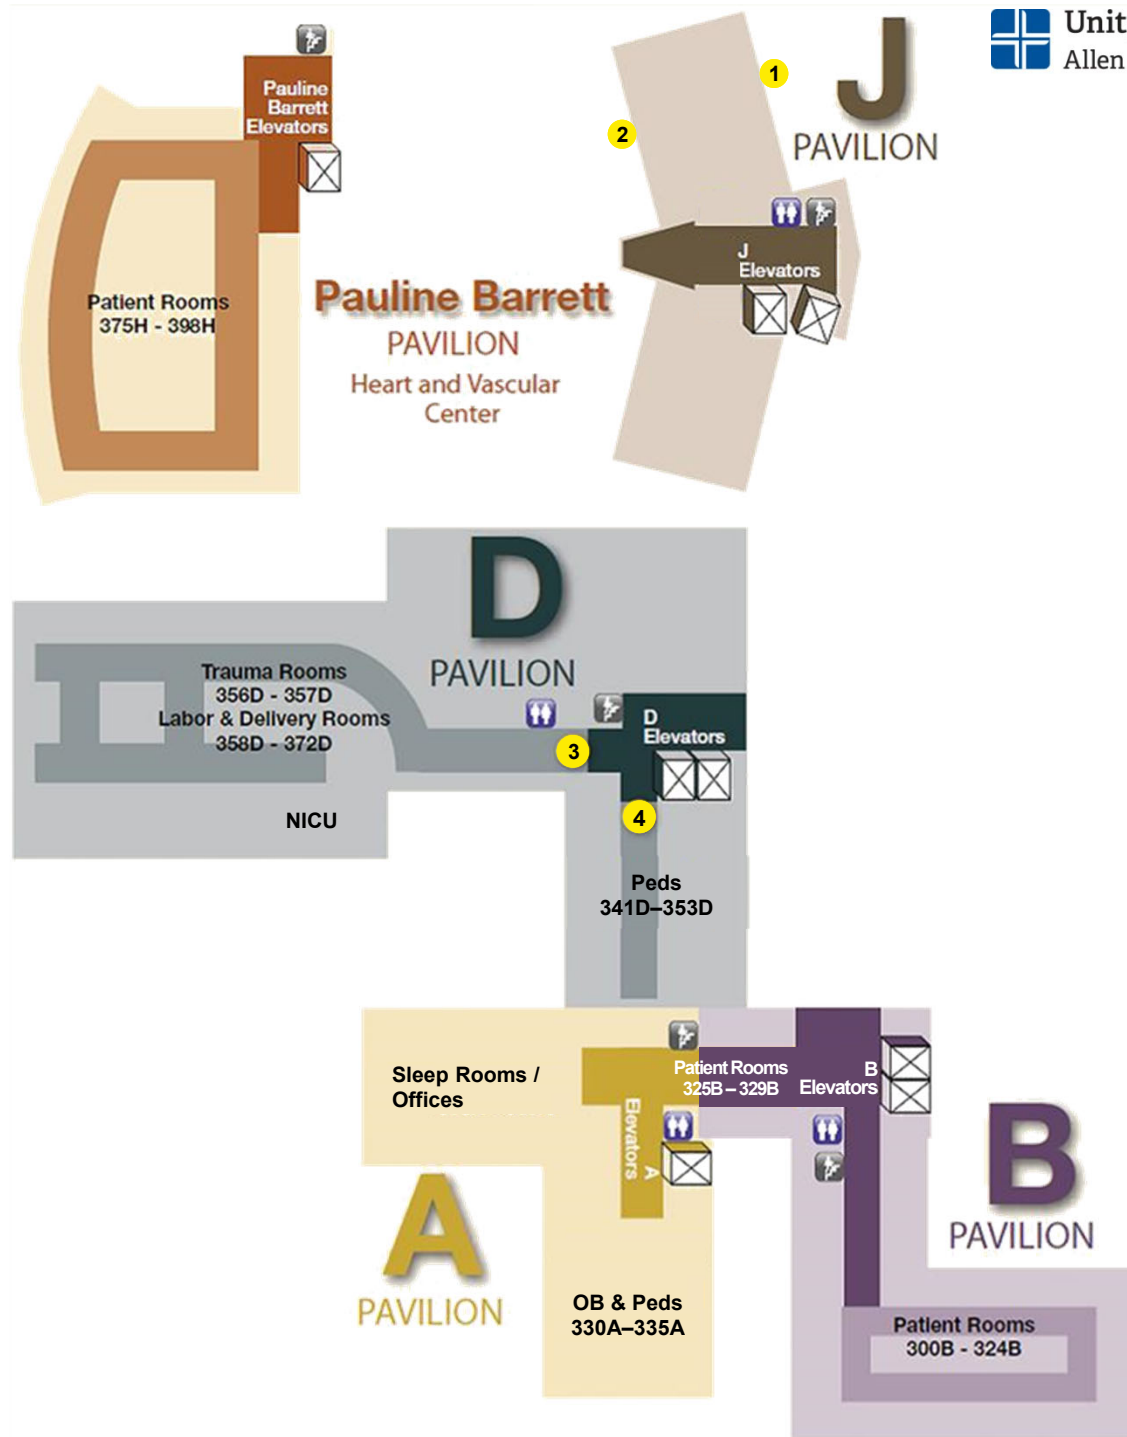 Unit
Allen
1
2
J
PAVILION
Pauline
Barrett
Elevators
J
Elevators
Patient Rooms
375H - 398H
Pauline Barrett
PAVILION
Heart and Vascular
Center
D
PAVILION
Trauma Rooms
356D - 357D
Labor & Delivery Rooms
358D - 372D
NICU
3
D
Elevators
4
Peds
341D–353D
Sleep Rooms /
Offices
A
Elevators
Patient Rooms
325B – 329B
B
Elevators
A
PAVILION
B
PAVILION
OB & Peds
330A–335A
Patient Rooms
300B - 324B